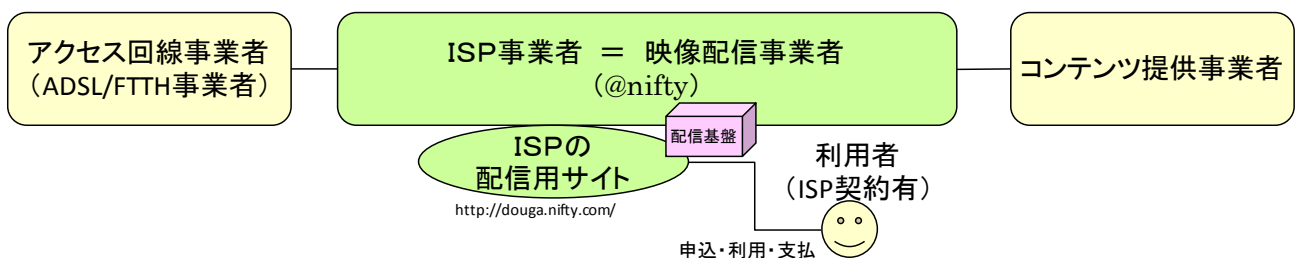 アクセス回線事業者
（ADSL/FTTH事業者）
ＩＳＰ事業者 ＝ 映像配信事業者
（@nifty）
コンテンツ提供事業者
配信基盤
ＩＳＰの
配信用サイト
http://douga.nifty.com/
利用者
（ISP契約有）
申込・利用・支払